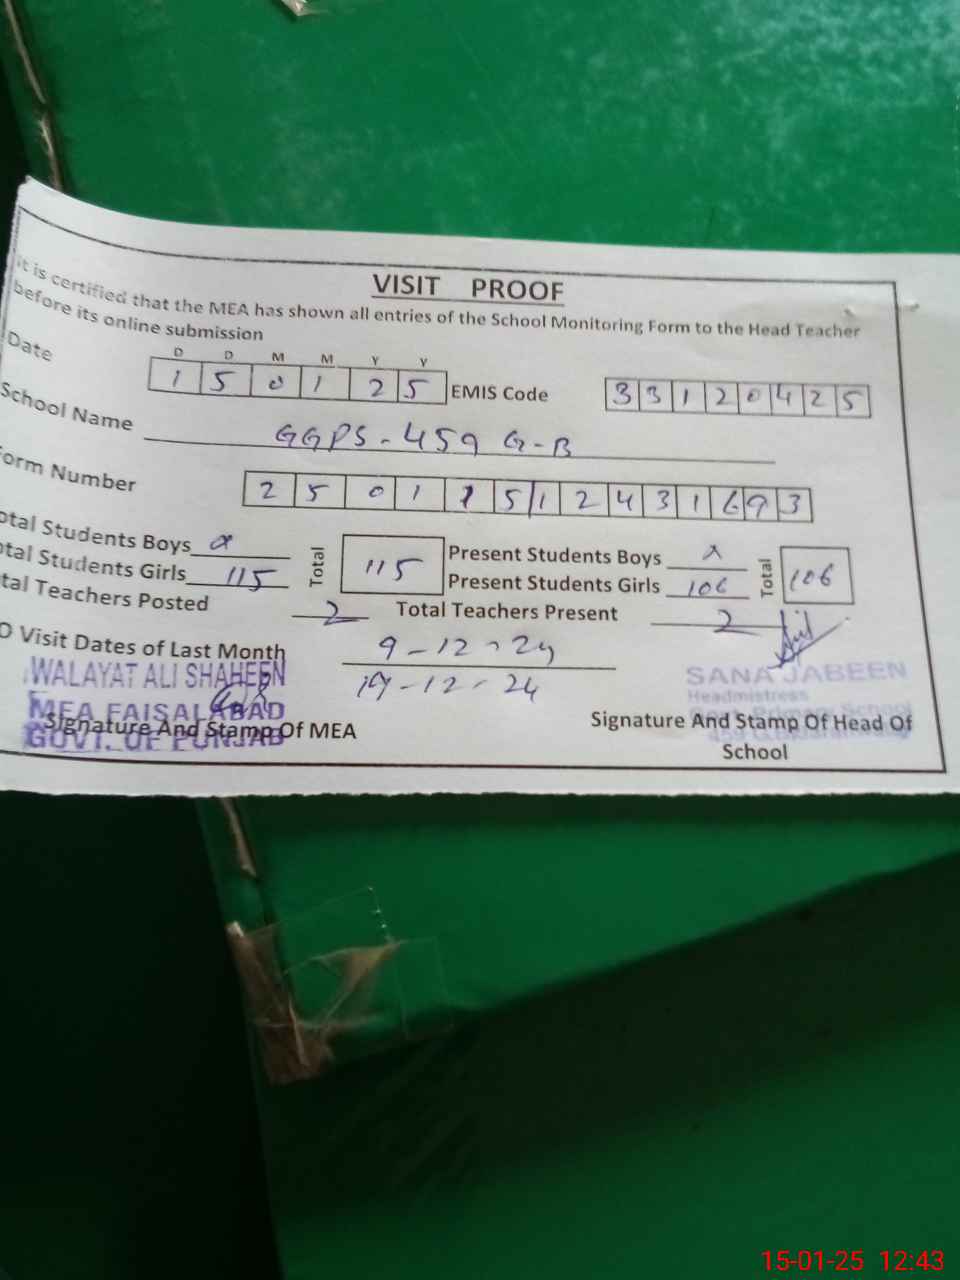 VISIT PROOF
it is certified that the MEA has shown all entries of the School Monitoring Form to the Head Teacher
before its online submission
D D M M Y Y
Date 1 5 0 1 2 5 EMIS Code 3 3 1 2 0 4 2 5
School Name GGPS-459 G-B
orm Number 2 5 0 1 1 5 1 2 4 3 1 6 9 3
otal Students Boys Total 115 Present Students Boys Total 106
otal Students Girls 115 Present Students Girls 106
tal Teachers Posted 2 Total Teachers Present 2
O Visit Dates of Last Month 9-12-24
19-12-24
WALAYAT ALI SHAHEEN
MEA FAISALABAD
GOVT. OF PUNJAB
Signature And Stamp Of MEA
SANA JABEEN
Headmistress
Primary School
Signature And Stamp Of Head Of
School
15-01-25 12:43